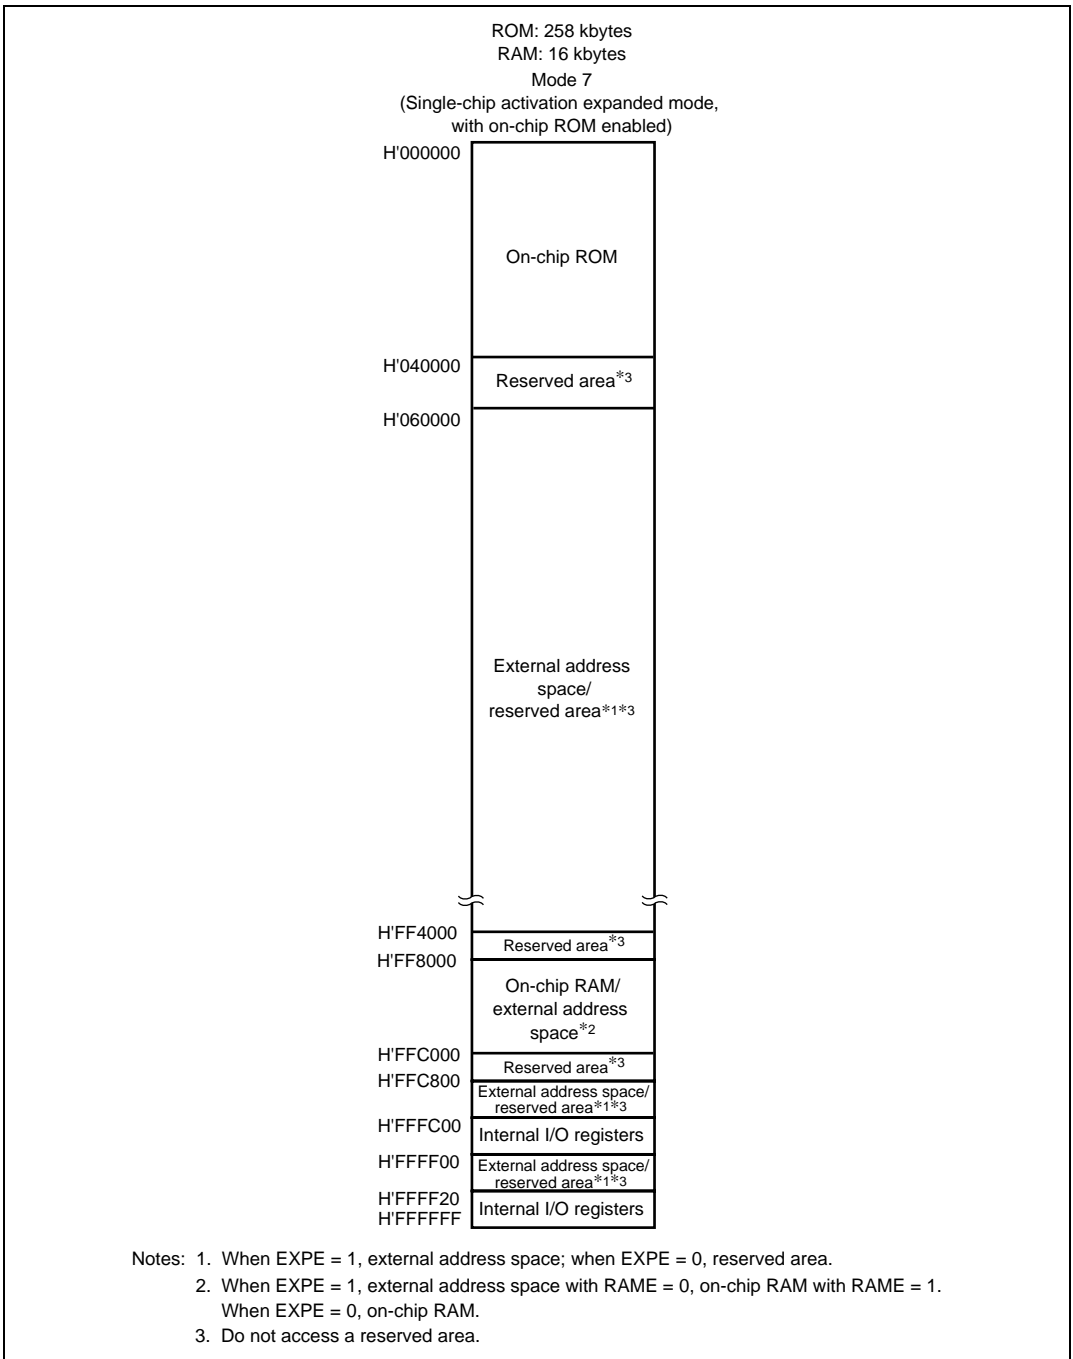 ROM: 258 kbytes
RAM: 16 kbytes
Mode 7
(Single-chip activation expanded mode,
with on-chip ROM enabled)
H'000000
On-chip ROM
H'040000
Reserved area*3
H'060000
External address
space/
reserved area*1*3
H'FF4000
Reserved area*3
H'FF8000
On-chip RAM/
external address
space*2
H'FFC000
Reserved area*3
H'FFC800
External address space/
reserved area*1*3
H'FFFC00
Internal I/O registers
H'FFFF00
External address space/
reserved area*1*3
H'FFFF20
Internal I/O registers
H'FFFFFF
Notes: 1. When EXPE = 1, external address space; when EXPE = 0, reserved area.
2. When EXPE = 1, external address space with RAME = 0, on-chip RAM with RAME = 1.
When EXPE = 0, on-chip RAM.
3. Do not access a reserved area.